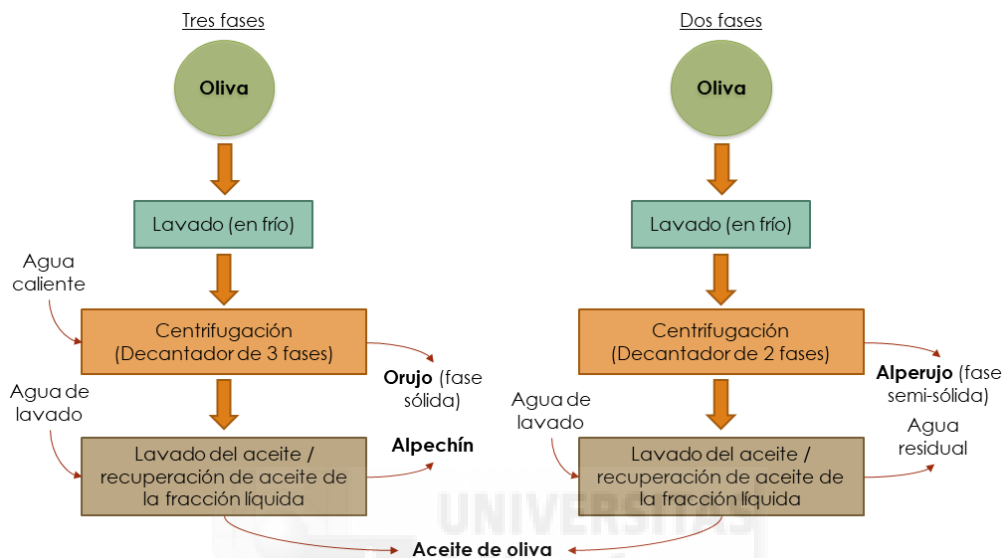 Tres fases
Oliva
Lavado (en frío)
Agua
caliente
Centrifugación
(Decantador de 3 fases)
Orujo (fase
sólida)
Agua de
lavado
Lavado del aceite /
recuperación de aceite de
la fracción líquida
Alpechín
Dos fases
Oliva
Lavado (en frío)
Centrifugación
(Decantador de 2 fases)
Alperujo (fase
semi-sólida)
Agua de
lavado
Lavado del aceite /
recuperación de aceite de
la fracción líquida
Agua
residual
UNIVERSITAS
Aceite de oliva